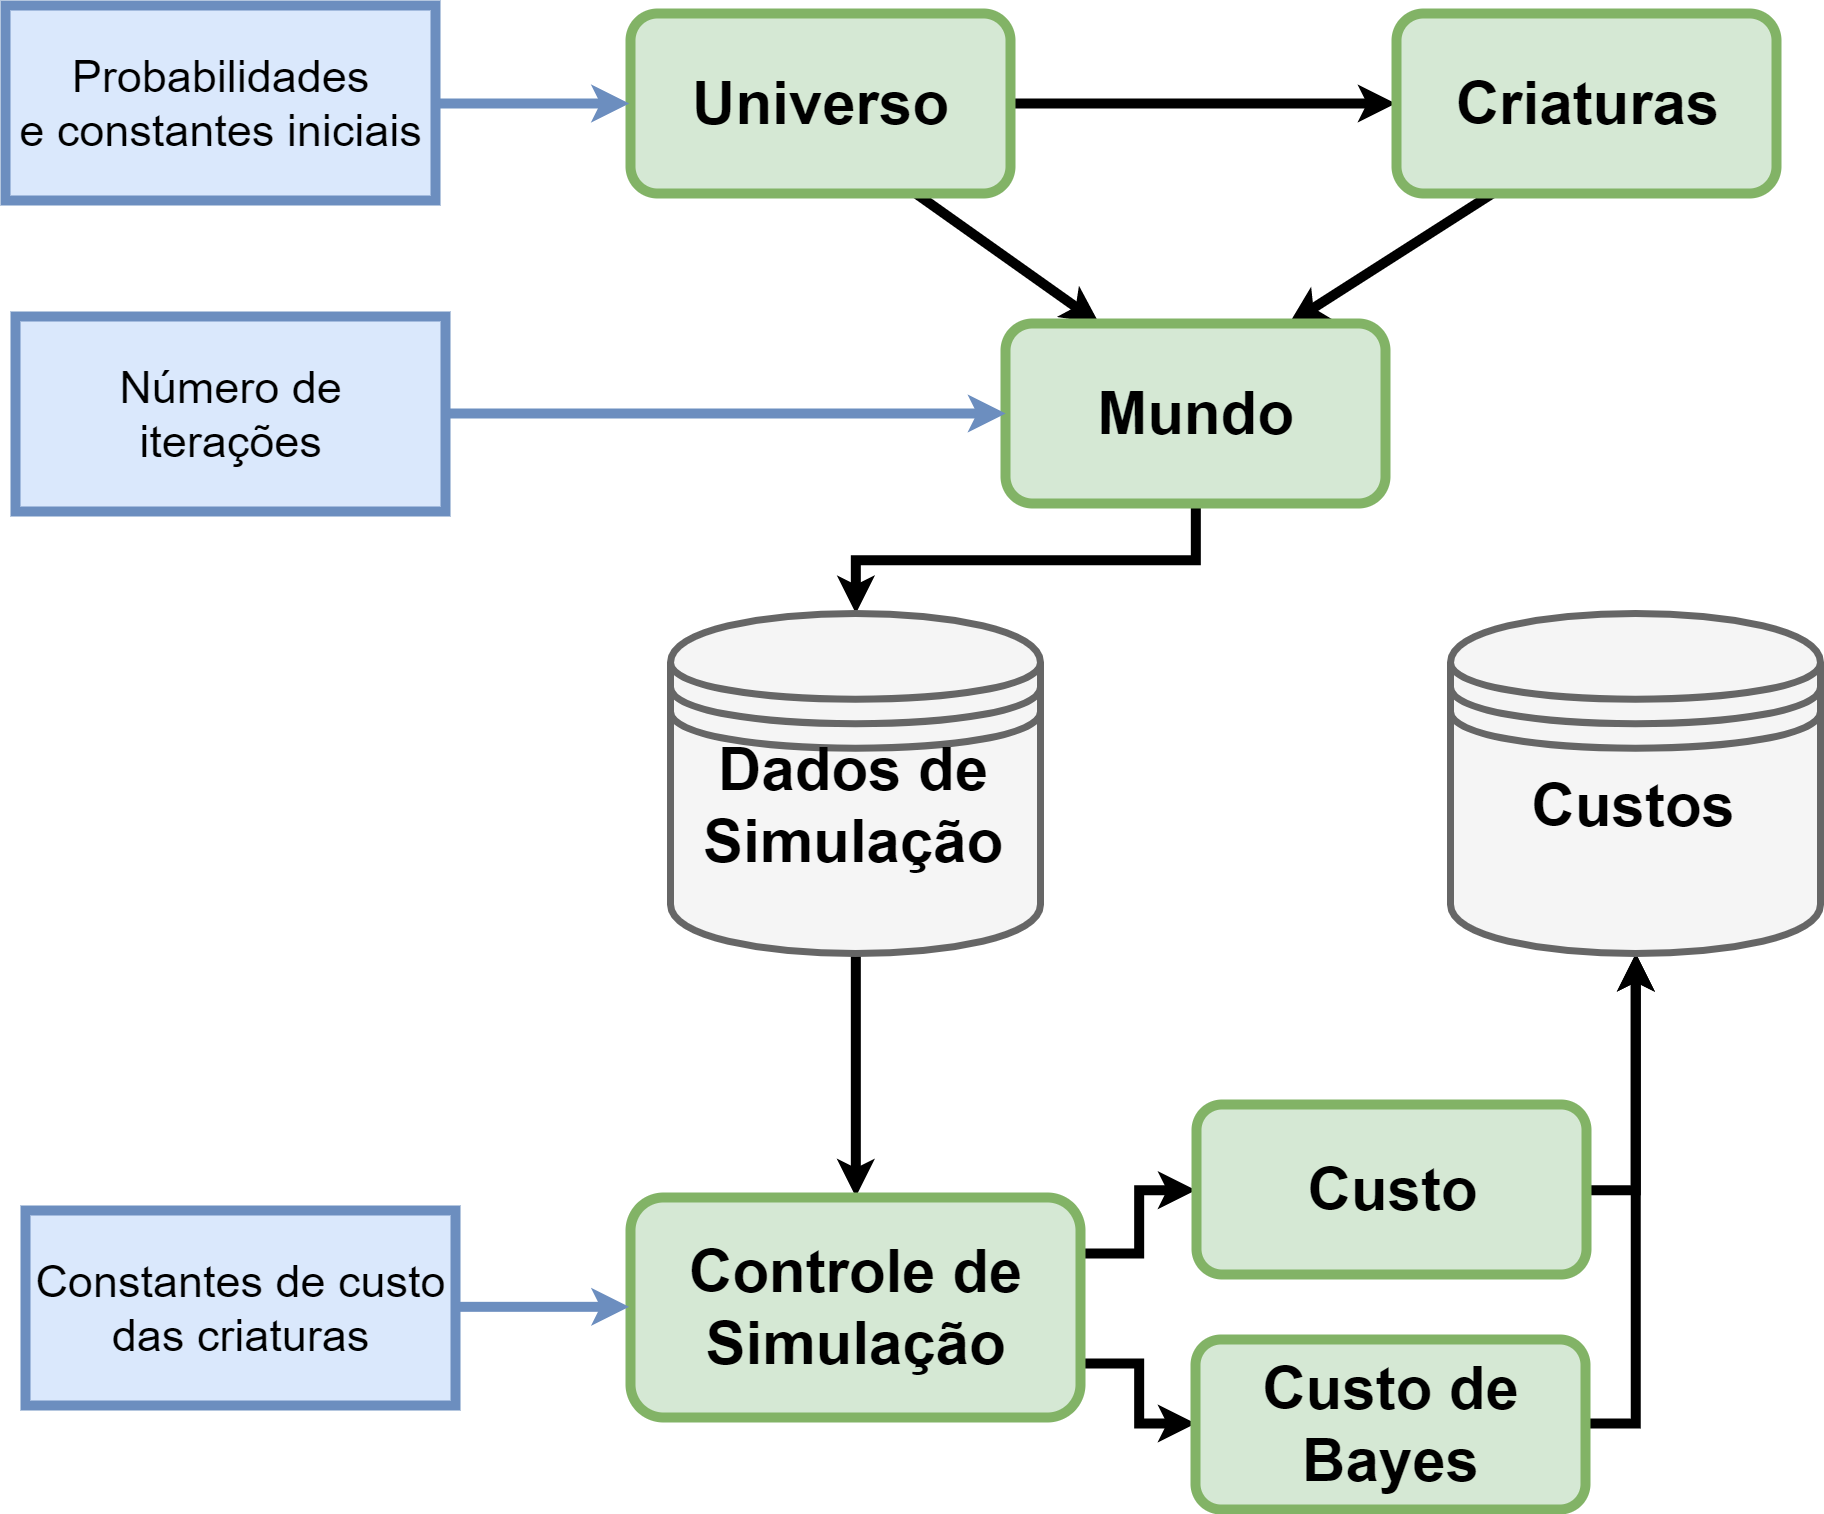 Probabilidades
e constantes iniciais
Universo
Criaturas
Número de
iterações
Mundo
Dados de
Simulação
Custos
Constantes de custo
das criaturas
Controle de
Simulação
Custo
Custo de
Bayes